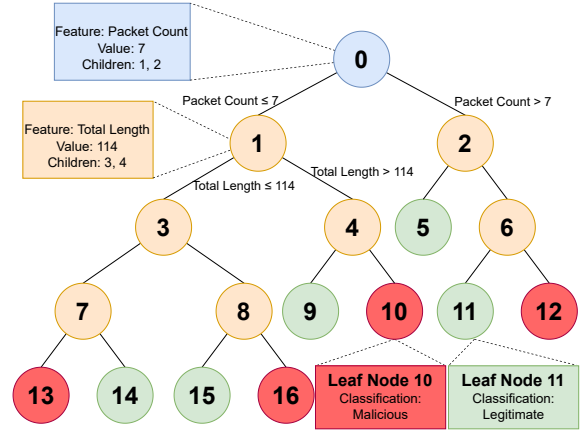 Feature: Packet Count
Value: 7
Children: 1, 2
0
Packet Count ≤ 7
Packet Count > 7
Feature: Total Length
Value: 114
Children: 3, 4
1
2
Total Length ≤ 114
Total Length > 114
3
4
5
6
7
8
9
10
11
12
13
14
15
16
Leaf Node 10
Classification:
Malicious
Leaf Node 11
Classification:
Legitimate